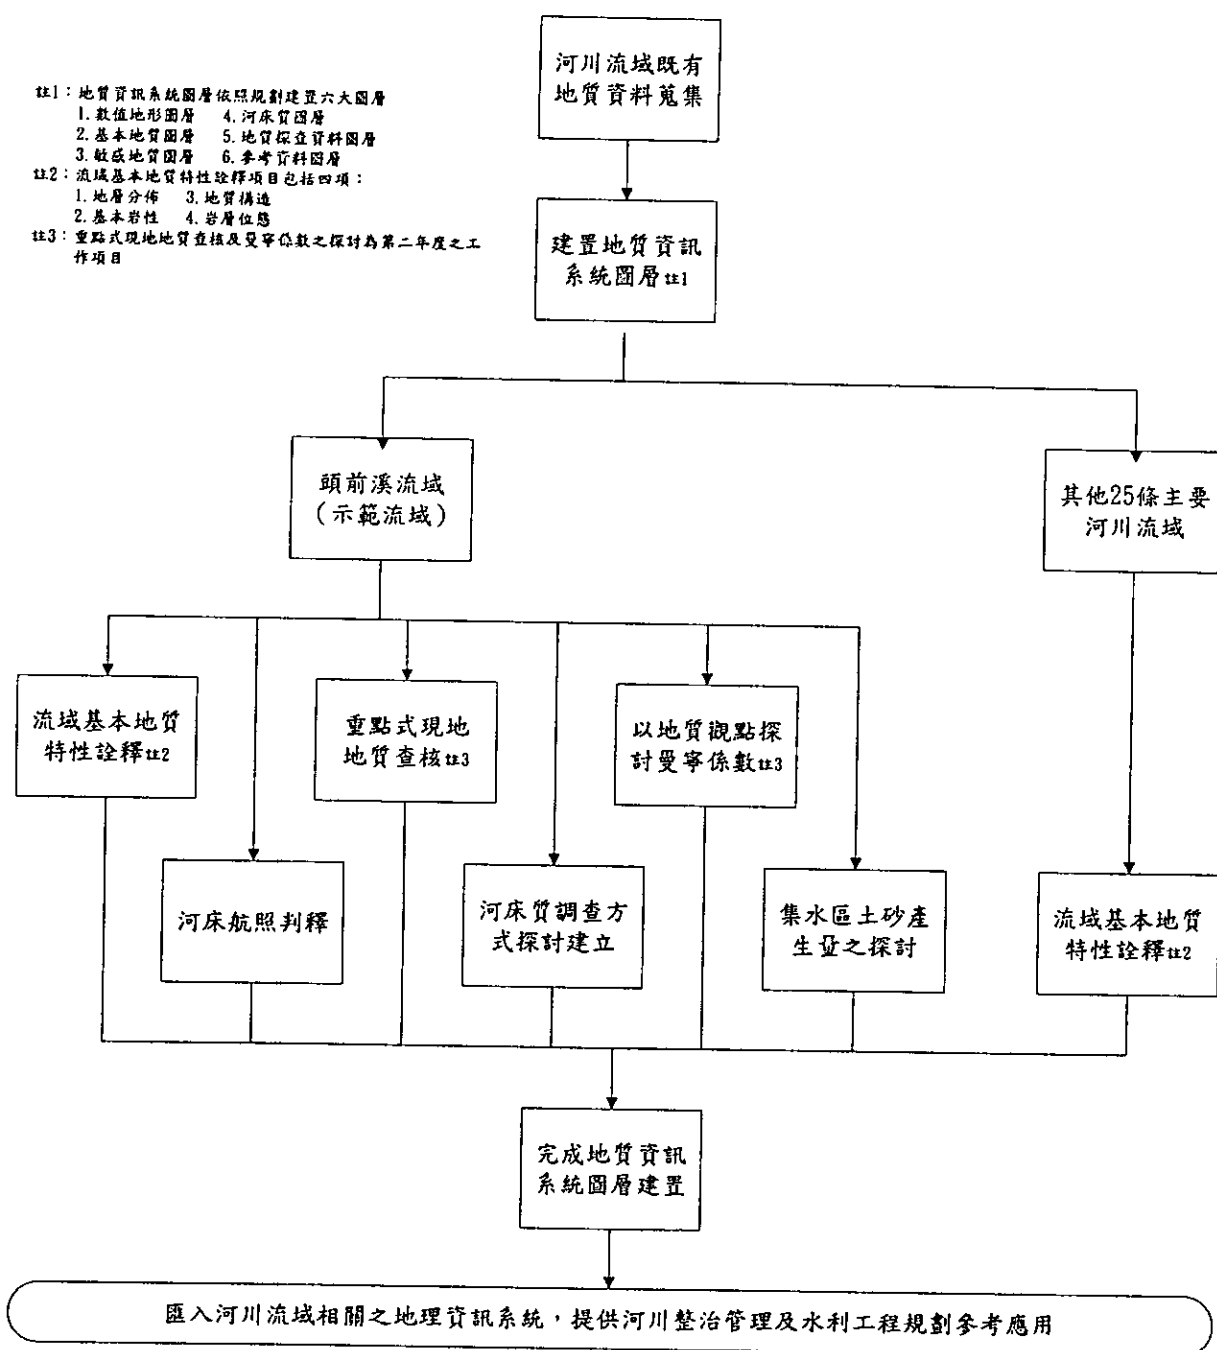 河川流域既有
地質資料蒐集
註1：地質資訊系統圖層依照規劃建置六大圖層
1.數值地形圖層 4.河床質圖層
2.基本地質圖層 5.地質探查資料圖層
3.敏感地質圖層 6.參考資料圖層
註2：流域基本地質特性詮釋項目包括四項：
1.地層分佈 3.地質構造
2.基本岩性 4.岩層位態
註3：重點式現地地質查核及曼寧係數之探討為第二年度之工
作項目
建置地質資訊
系統圖層註1
頭前溪流域
（示範流域）
其他25條主要
河川流域
流域基本地質
特性詮釋註2
重點式現地
地質查核註3
以地質觀點探
討曼寧係數註3
河床航照判釋
河床質調查方
式探討建立
集水區土砂產
生量之探討
流域基本地質
特性詮釋註2
完成地質資訊
系統圖層建置
匯入河川流域相關之地理資訊系統，提供河川整治管理及水利工程規劃參考應用